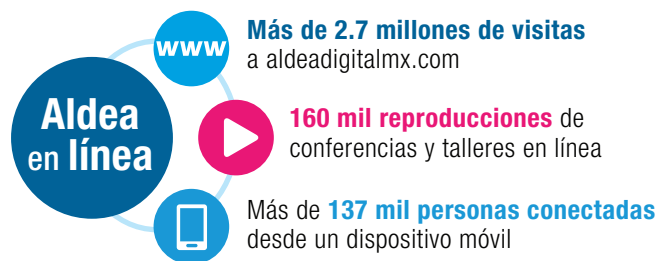 Aldea
en línea
www
Más de 2.7 millones de visitas
a aldeadigitalmx.com
160 mil reproducciones de
conferencias y talleres en línea
Más de 137 mil personas conectadas
desde un dispositivo móvil